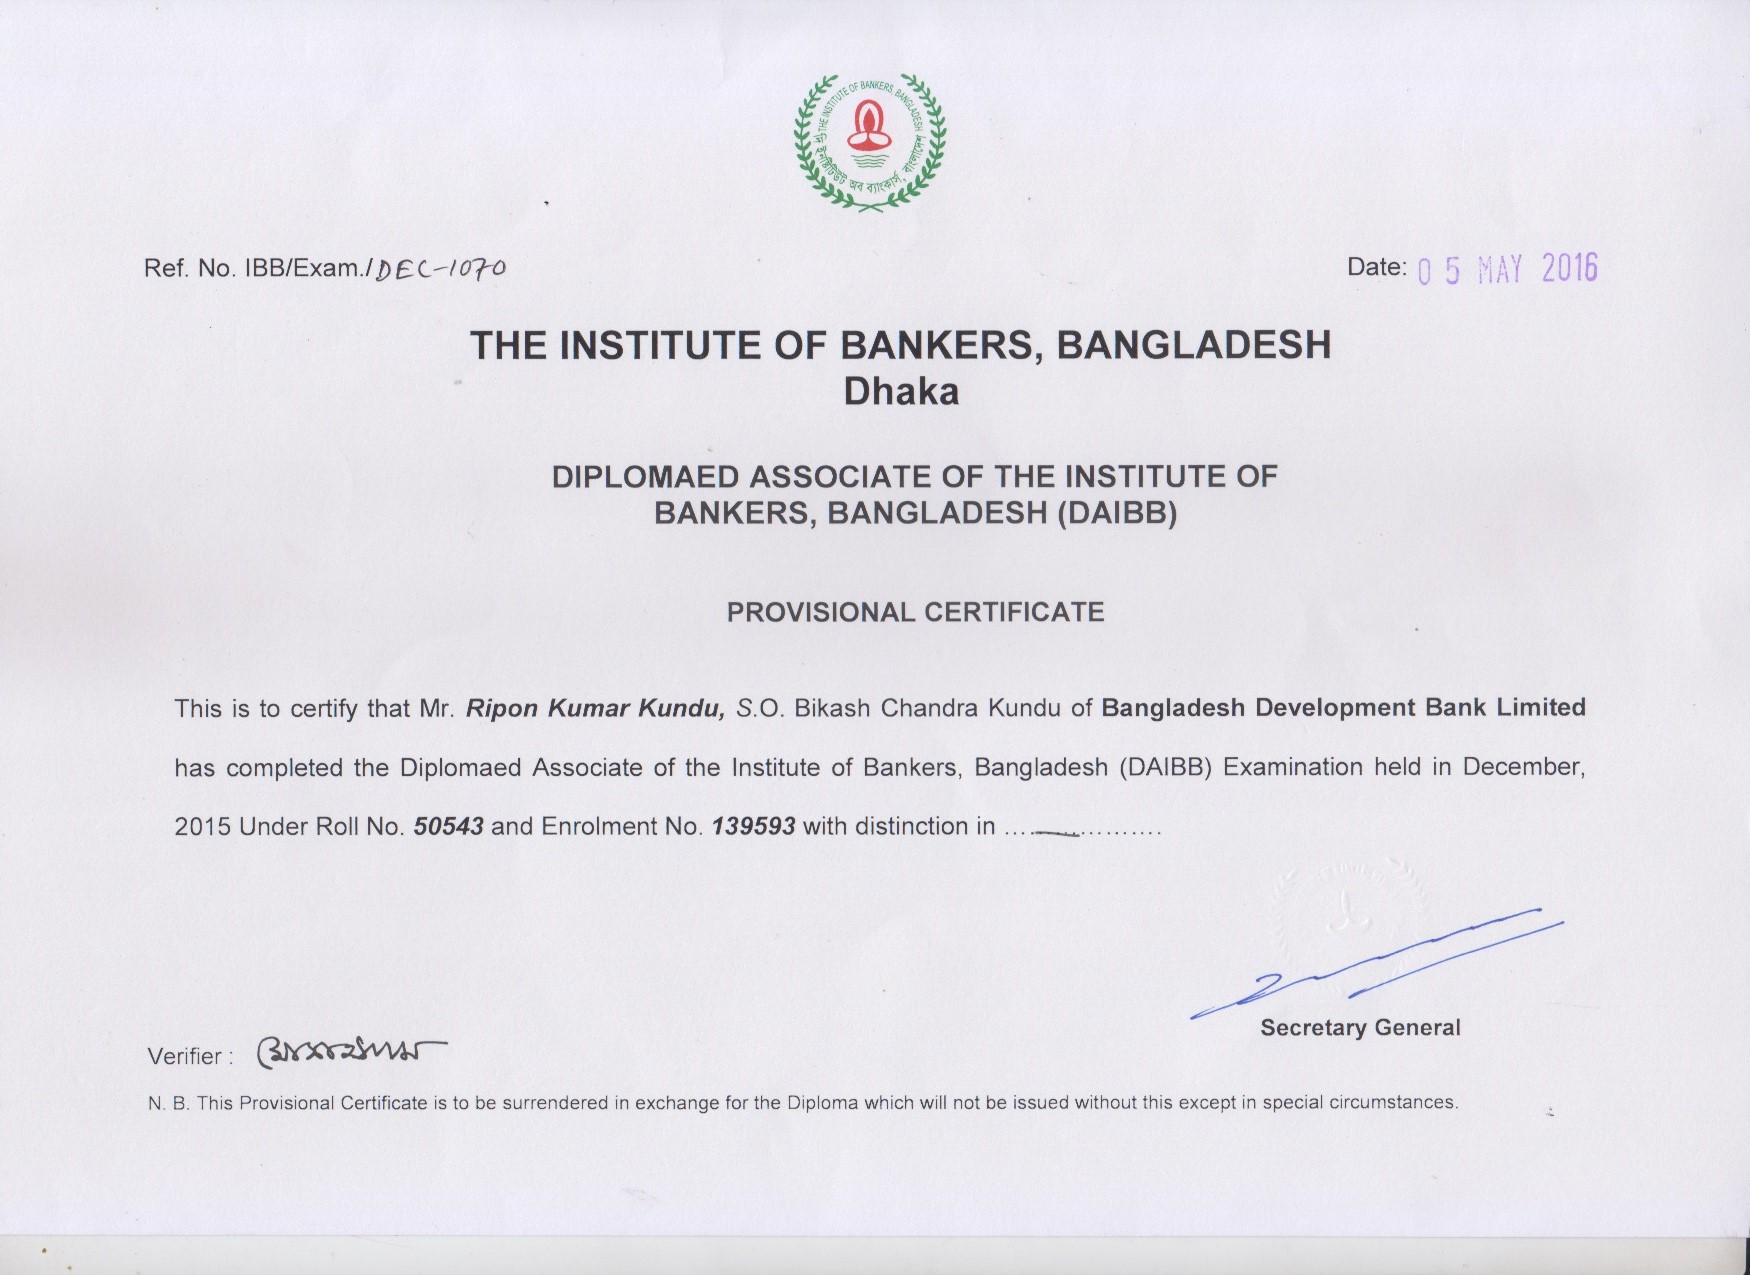 THE INSTITUTE OF BANKERS, BANGLADESH
দি ইনষ্টিটিউট অব ব্যাংকার্স, বাংলাদেশ
Ref. No. IBB/Exam./DEC-1070
Date: 05 MAY 2016
THE INSTITUTE OF BANKERS, BANGLADESH
Dhaka
DIPLOMAED ASSOCIATE OF THE INSTITUTE OF
BANKERS, BANGLADESH (DAIBB)
PROVISIONAL CERTIFICATE
This is to certify that Mr. Ripon Kumar Kundu, S.O. Bikash Chandra Kundu of Bangladesh Development Bank Limited
has completed the Diplomaed Associate of the Institute of Bankers, Bangladesh (DAIBB) Examination held in December,
2015 Under Roll No. 50543 and Enrolment No. 139593 with distinction in ....—............
Secretary General
Verifier :
N. B. This Provisional Certificate is to be surrendered in exchange for the Diploma which will not be issued without this except in special circumstances.